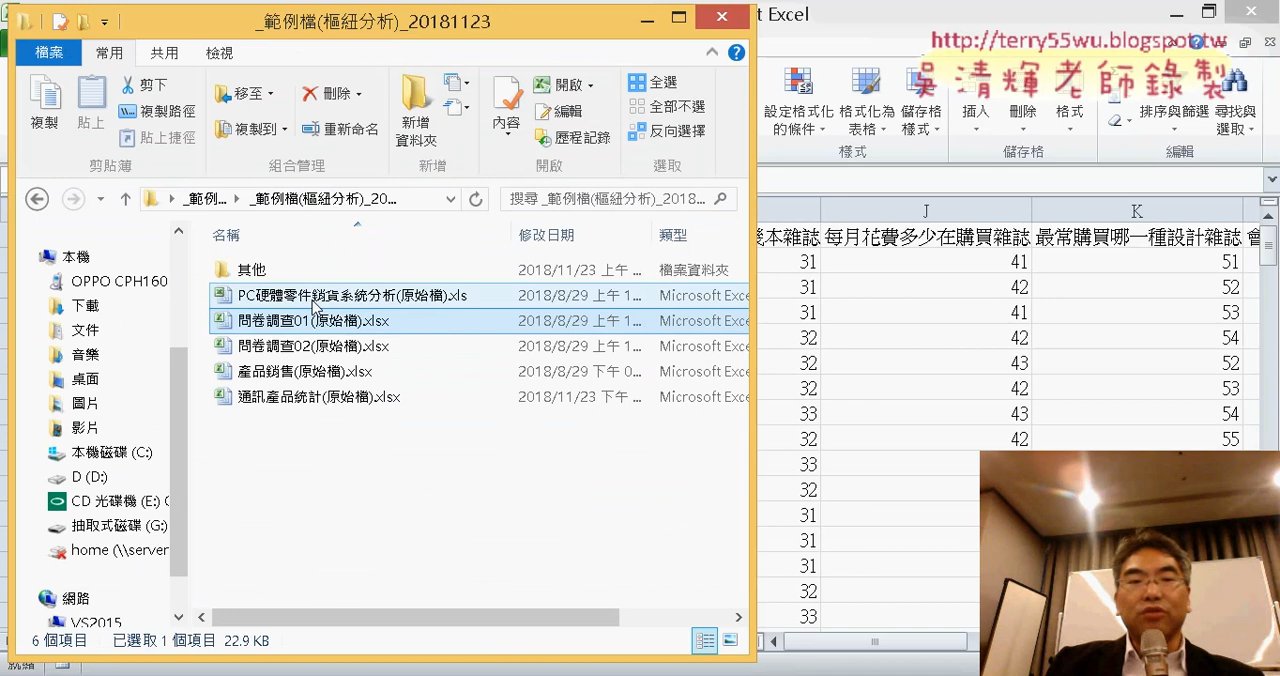 _範例檔(樞紐分析)_20181123
檔案 常用 共用 檢視
複製
貼上
剪下
複製路徑
貼上捷徑
剪貼簿
移至
複製到
刪除
重新命名
組合管理
新增
資料夾
新增
內容
開啟
編輯
歷程記錄
開啟
全選
全部不選
反向選擇
選取
_範例... _範例檔(樞紐分析)_20...
搜尋 _範例檔(樞紐分析)_2018...
名稱 修改日期 類型
其他 2018/11/23 上午 ... 檔案資料夾
PC硬體零件銷貨系統分析(原始檔).xls 2018/8/29 上午 1... Microsoft Exce
問卷調查01(原始檔).xlsx 2018/8/29 上午 1... Microsoft Exce
問卷調查02(原始檔).xlsx 2018/8/29 上午 1... Microsoft Exce
產品銷售(原始檔).xlsx 2018/8/29 下午 0... Microsoft Exce
通訊產品統計(原始檔).xlsx 2018/11/23 下午 ... Microsoft Exce
本機
OPPO CPH160
下載
文件
音樂
桌面
圖片
影片
本機磁碟 (C:)
D (D:)
CD 光碟機 (E:) C
抽取式磁碟 (G:)
home (\\server
網路
VS2015
6 個項目 已選取 1 個項目 22.9 KB
就緒
t Excel
http://terry55wu.blogspot.tw
吳清輝老師錄製
設定格式化
的條件
格式化為
表格
儲存格
樣式
樣式
插入
刪除
格式
儲存格
排序與篩選
尋找與
選取
編輯
J K
幾本雜誌 每月花費多少在購買雜誌 最常購買哪一種設計雜誌 會
31 41 51
31 42 52
31 41 53
32 42 54
32 43 52
32 42 53
33 43 54
32 42 55
33
32
31
31
31
32
33